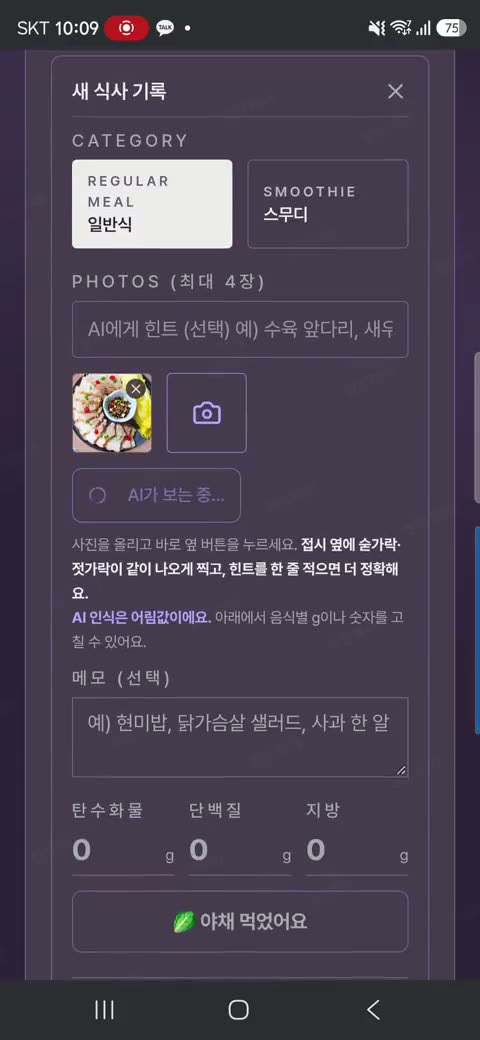 SKT 10:09 TALK 75
새 식사 기록
CATEGORY
REGULAR
MEAL
일반식
SMOOTHIE
스무디
PHOTOS (최대 4장)
AI에게 힌트 (선택) 예) 수육 앞다리, 새우
AI가 보는 중...
사진을 올리고 바로 옆 버튼을 누르세요. 접시 옆에 숟가락·
젓가락이 같이 나오게 찍고, 힌트를 한 줄 적으면 더 정확해
요.
AI 인식은 어림값이에요. 아래에서 음식별 g이나 숫자를 고
칠 수 있어요.
메모 (선택)
예) 현미밥, 닭가슴살 샐러드, 사과 한 알
탄수화물 단백질 지방
0 g 0 g 0 g
야채 먹었어요